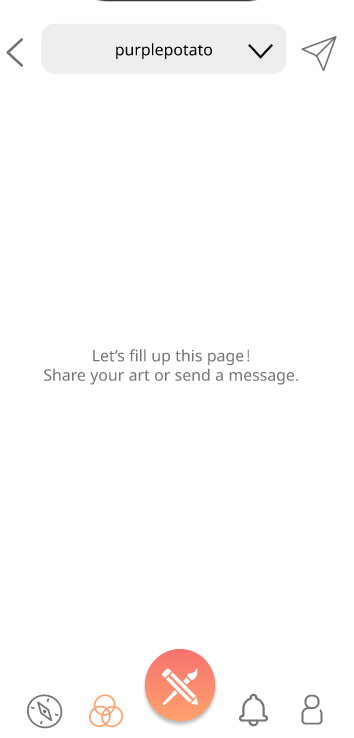 purplepotato
Let’s fill up this page!
Share your art or send a message.